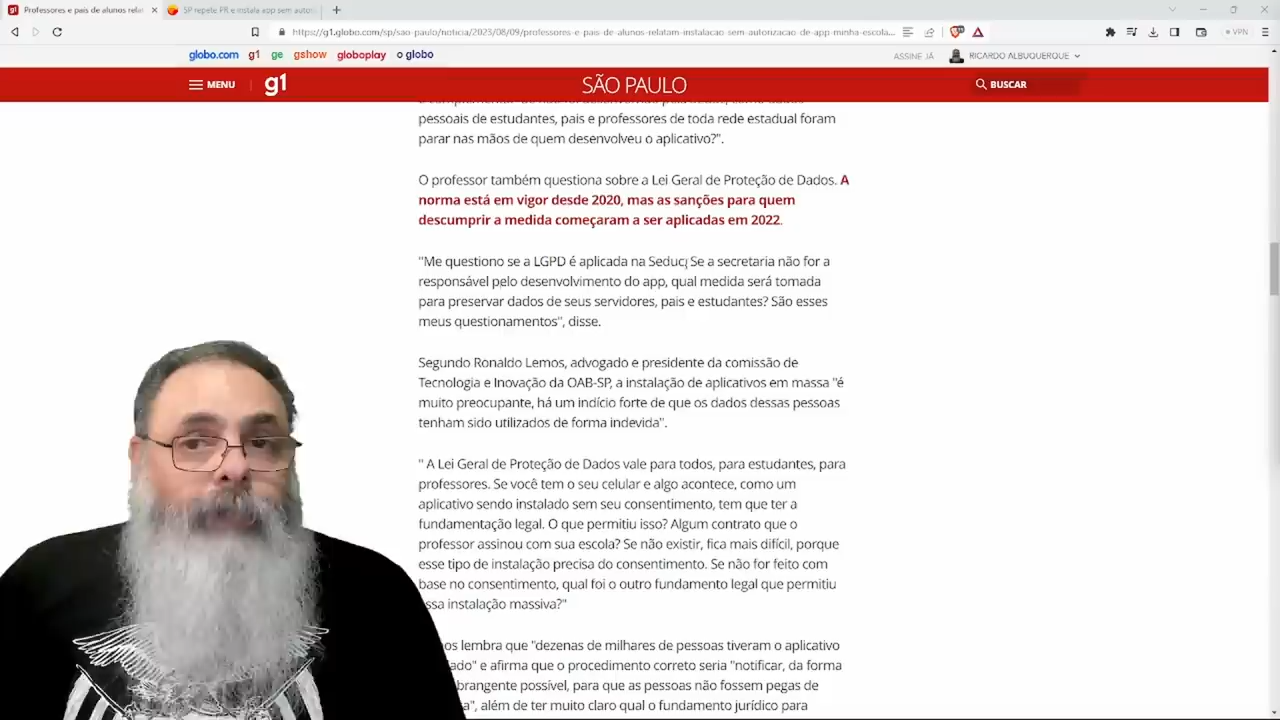 g1 Professores e pais de alunos relat
SP repete PR e instala app sem autori
https://g1.globo.com/sp/sao-paulo/noticia/2023/08/09/professores-e-pais-de-alunos-relatam-instalacao-sem-autorizacao-de-app-minha-escola...
VPN
globo.com g1 ge gshow globoplay o globo
ASSINE JÁ
RICARDO ALBUQUERQUE
MENU
g1
SÃO PAULO
BUSCAR
pessoais de estudantes, pais e professores de toda rede estadual foram
parar nas mãos de quem desenvolveu o aplicativo?".
O professor também questiona sobre a Lei Geral de Proteção de Dados. A
norma está em vigor desde 2020, mas as sanções para quem
descumprir a medida começaram a ser aplicadas em 2022.
"Me questiono se a LGPD é aplicada na Seduc. Se a secretaria não for a
responsável pelo desenvolvimento do app, qual medida será tomada
para preservar dados de seus servidores, pais e estudantes? São esses
meus questionamentos", disse.
Segundo Ronaldo Lemos, advogado e presidente da comissão de
Tecnologia e Inovação da OAB-SP, a instalação de aplicativos em massa "é
muito preocupante, há um indício forte de que os dados dessas pessoas
tenham sido utilizados de forma indevida".
" A Lei Geral de Proteção de Dados vale para todos, para estudantes, para
professores. Se você tem o seu celular e algo acontece, como um
aplicativo sendo instalado sem seu consentimento, tem que ter a
fundamentação legal. O que permitiu isso? Algum contrato que o
professor assinou com sua escola? Se não existir, fica mais difícil, porque
esse tipo de instalação precisa do consentimento. Se não for feito com
base no consentimento, qual foi o outro fundamento legal que permitiu
ssa instalação massiva?"
os lembra que "dezenas de milhares de pessoas tiveram o aplicativo
ado" e afirma que o procedimento correto seria "notificar, da forma
brangente possível, para que as pessoas não fossem pegas de
a", além de ter muito claro qual o fundamento jurídico para